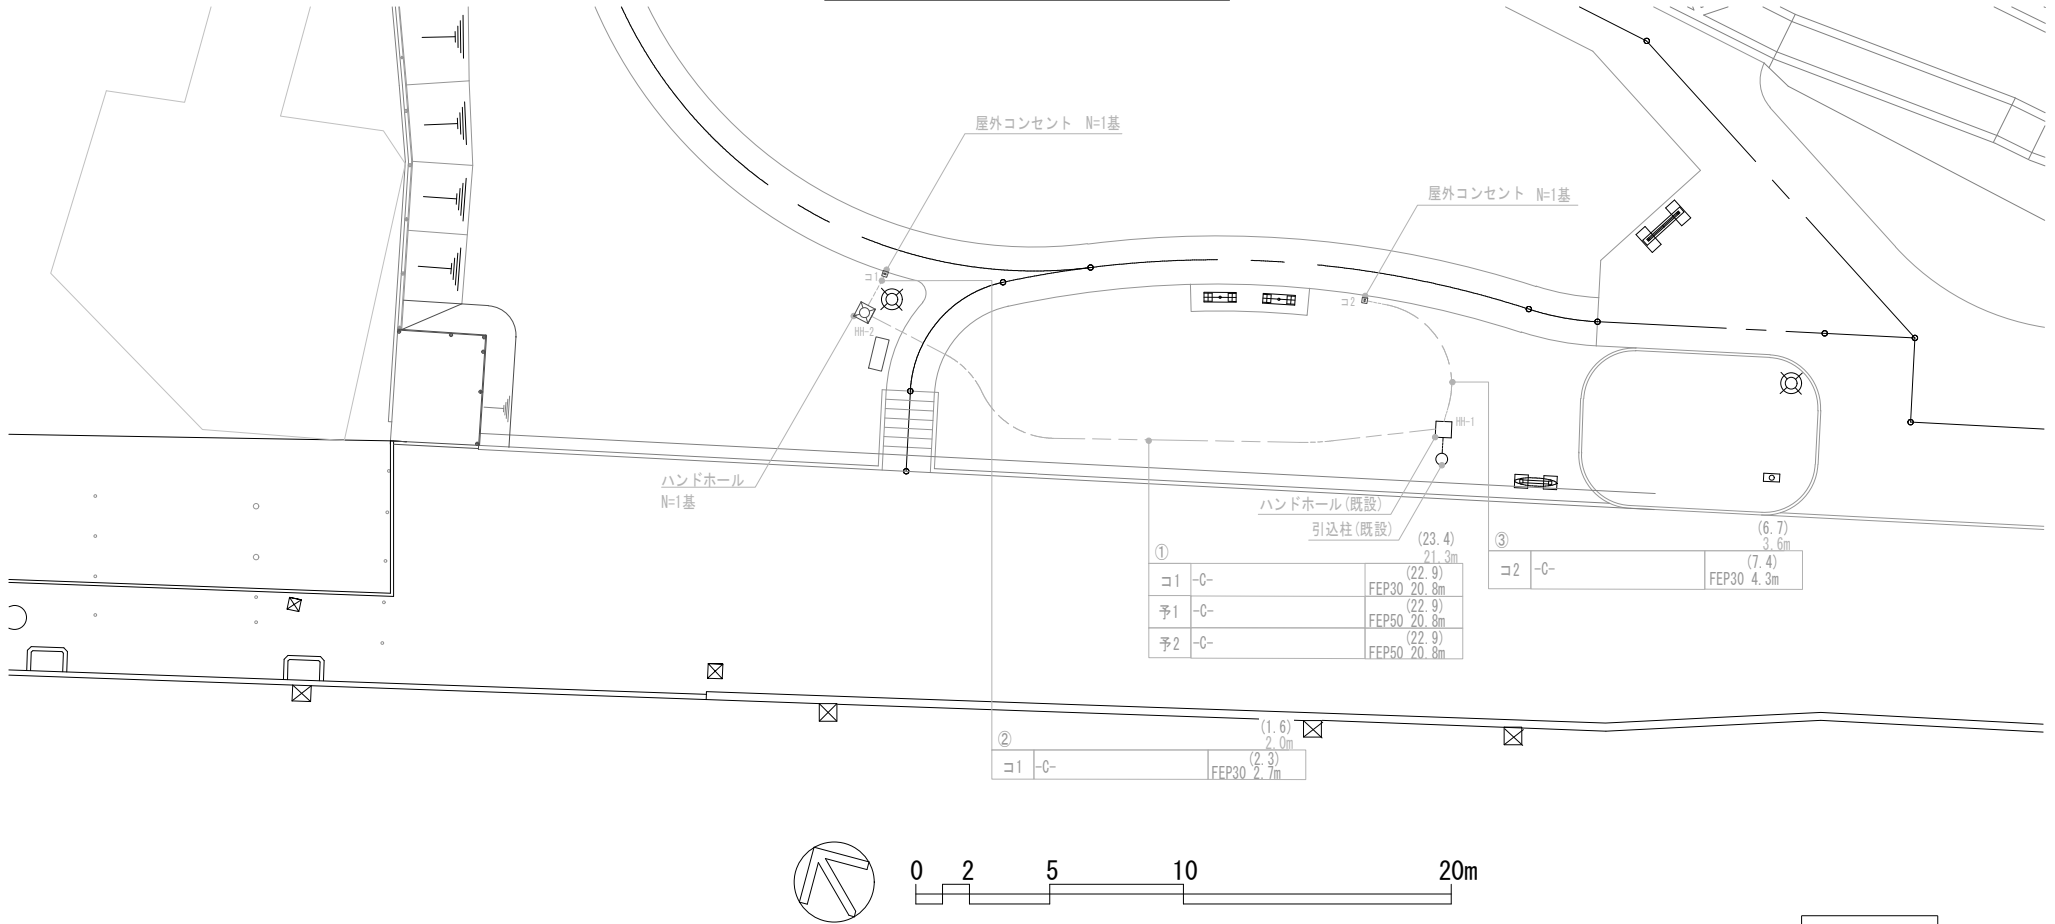 屋外コンセント N=1基
屋外コンセント N=1基
コ1
コ2
HH-2
HH-1
ハンドホール
N=1基
ハンドホール(既設)
引込柱(既設)
①
(23.4)
21.3m
コ1 -C- (22.9)
FEP30 20.8m
予1 -C- (22.9)
FEP50 20.8m
予2 -C- (22.9)
FEP50 20.8m
③
(6.7)
3.6m
コ2 -C- (7.4)
FEP30 4.3m
②
(1.6)
2.0m
コ1 -C- (2.3)
FEP30 2.7m
0 2 5 10 20m